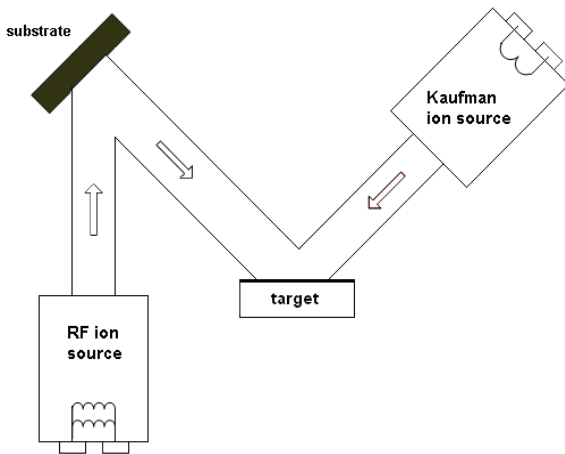 substrate
Kaufman
ion source
target
RF ion
source